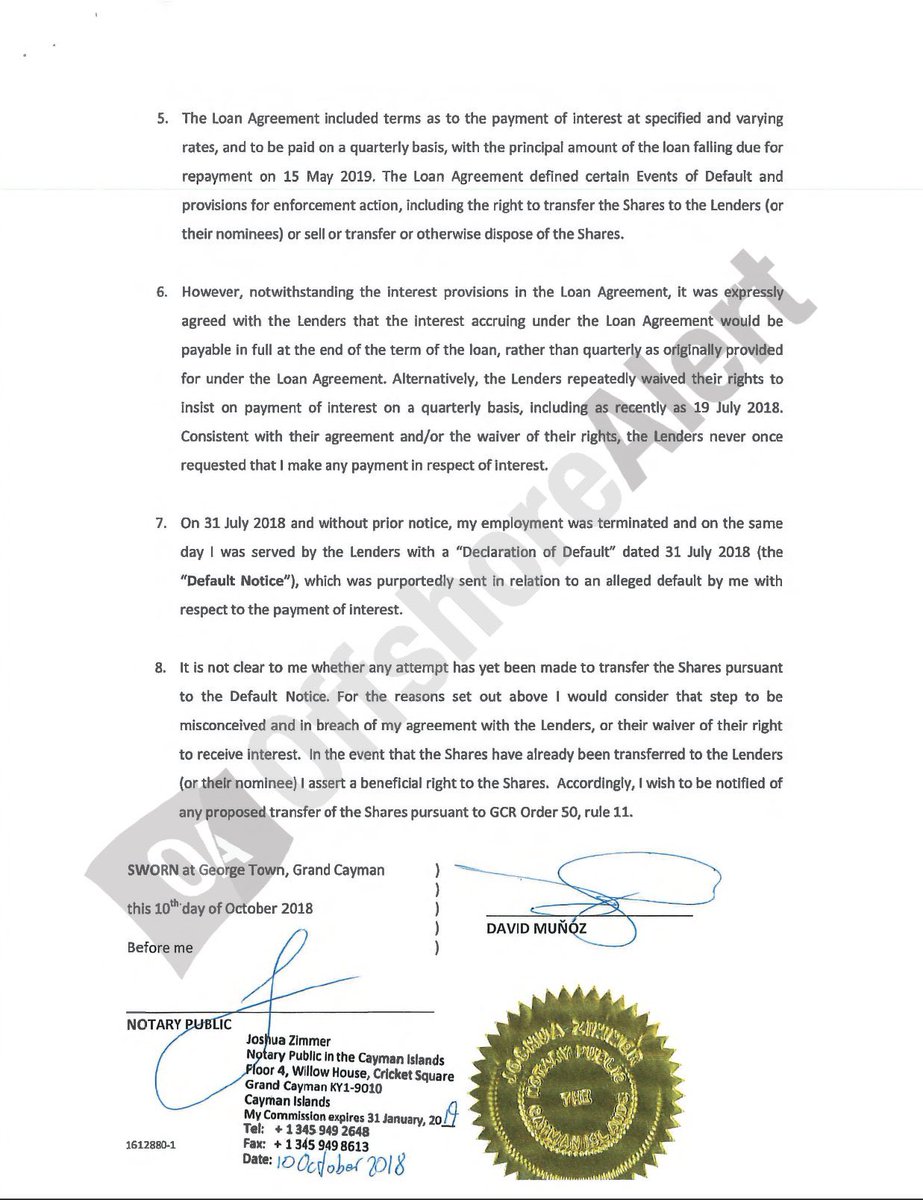 5. The Loan Agreement included terms as to the payment of interest at specified and varying
rates, and to be paid on a quarterly basis, with the principal amount of the loan falling due for
repayment on 15 May 2019. The Loan Agreement defined certain Events of Default and
provisions for enforcement action, including the right to transfer the Shares to the Lenders (or
their nominees) or sell or transfer or otherwise dispose of the Shares.
6. However, notwithstanding the interest provisions in the Loan Agreement, it was expressly
agreed with the Lenders that the interest accruing under the Loan Agreement would be
payable in full at the end of the term of the loan, rather than quarterly as originally provided
for under the Loan Agreement. Alternatively, the Lenders repeatedly waived their rights to
insist on payment of interest on a quarterly basis, including as recently as 19 July 2018.
Consistent with their agreement and/or the waiver of their rights, the Lenders never once
requested that I make any payment in respect of interest.
7. On 31 July 2018 and without prior notice, my employment was terminated and on the same
day I was served by the Lenders with a "Declaration of Default" dated 31 July 2018 (the
"Default Notice"), which was purportedly sent in relation to an alleged default by me with
respect to the payment of interest.
8. It is not clear to me whether any attempt has yet been made to transfer the Shares pursuant
to the Default Notice. For the reasons set out above I would consider that step to be
misconceived and in breach of my agreement with the Lenders, or their waiver of their right
to receive interest. In the event that the Shares have already been transferred to the Lenders
(or their nominee) I assert a beneficial right to the Shares. Accordingly, I wish to be notified of
any proposed transfer of the Shares pursuant to GCR Order 50, rule 11.
OA OffshoreAlert
SWORN at George Town, Grand Cayman )
)
this 10th day of October 2018 )
)
Before me )
DAVID MUŇÓZ
NOTARY PUBLIC
Joshua Zimmer
Notary Public in the Cayman Islands
Floor 4, Willow House, Cricket Square
Grand Cayman KY1-9010
Cayman Islands
My Commission expires 31 January, 2019
Tel: + 1 345 949 2648
Fax: + 1 345 949 8613
Date: 10 October 2018
1612880-1
JOSHUA ZIMMER
NOTARY PUBLIC
THE
CAYMAN ISLANDS